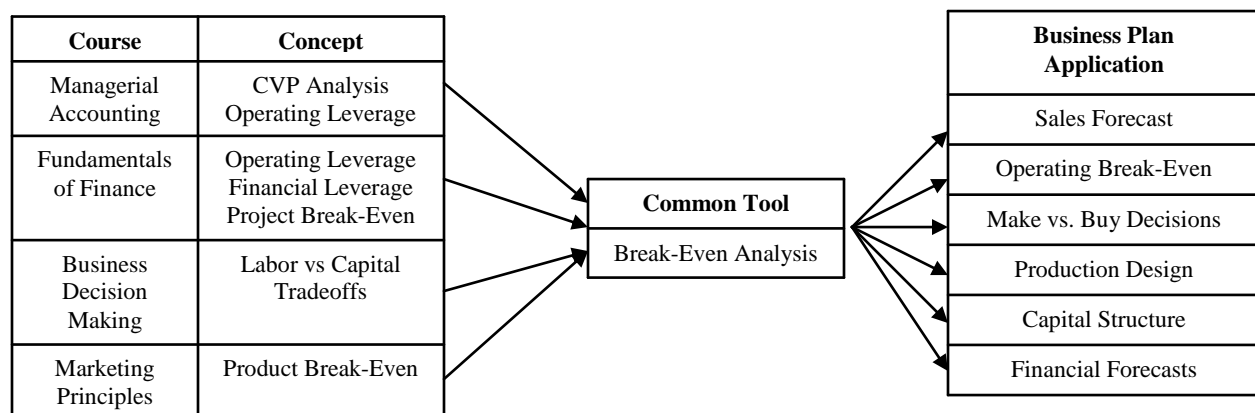 Course Concept
Managerial
Accounting
CVP Analysis
Operating Leverage
Fundamentals
of Finance
Operating Leverage
Financial Leverage
Project Break-Even
Business
Decision
Making
Labor vs Capital
Tradeoffs
Marketing
Principles
Product Break-Even
Common Tool
Break-Even Analysis
Business Plan
Application
Sales Forecast
Operating Break-Even
Make vs. Buy Decisions
Production Design
Capital Structure
Financial Forecasts